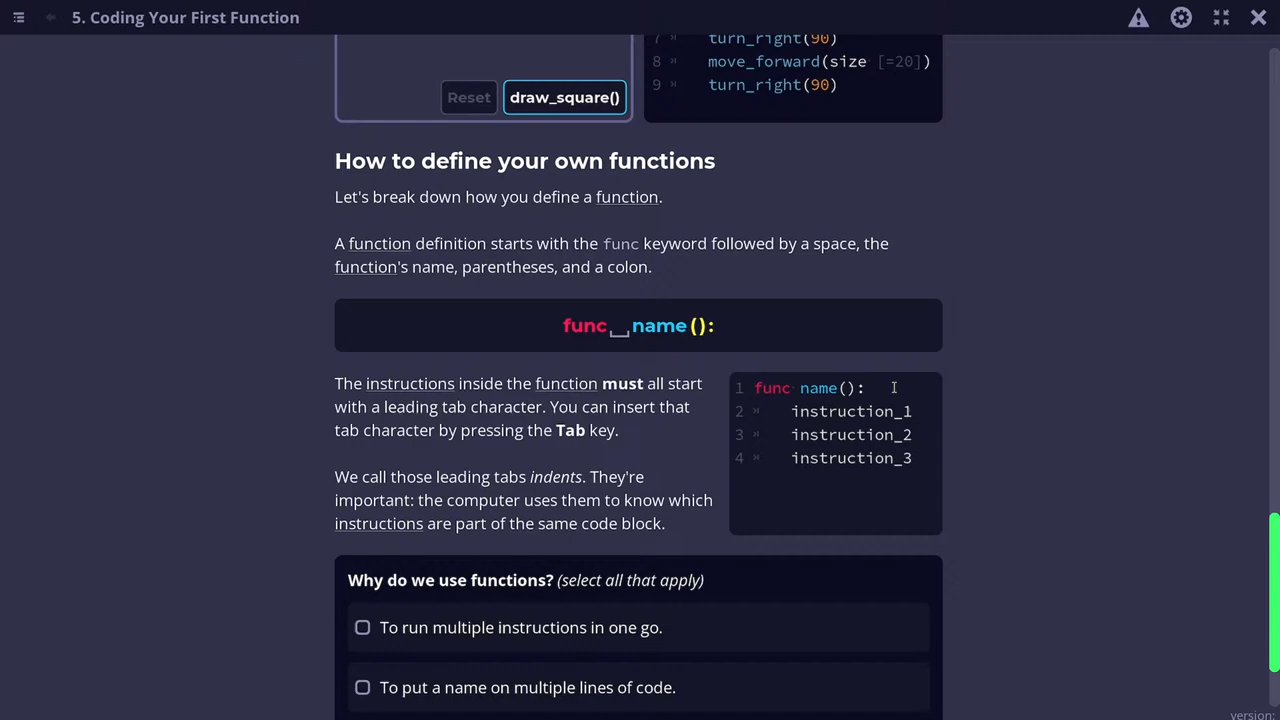 5. Coding Your First Function
7 turn_right(90)
8 move_forward(size [=20])
9 turn_right(90)
Reset draw_square()
How to define your own functions
Let's break down how you define a function.
A function definition starts with the func keyword followed by a space, the
function's name, parentheses, and a colon.
func␣name():
The instructions inside the function must all start
with a leading tab character. You can insert that
tab character by pressing the Tab key.
We call those leading tabs indents. They're
important: the computer uses them to know which
instructions are part of the same code block.
1 func name():
2 instruction_1
3 instruction_2
4 instruction_3
Why do we use functions? (select all that apply)
To run multiple instructions in one go.
To put a name on multiple lines of code.
version: